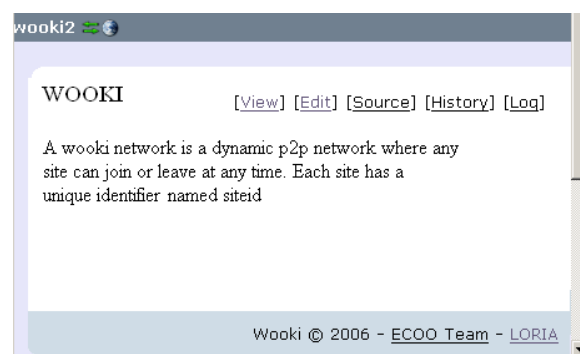 wooki2
WOOKI
[View] [Edit] [Source] [History] [Log]
A wooki network is a dynamic p2p network where any
site can join or leave at any time. Each site has a
unique identifier named siteid
Wooki © 2006 - ECOO Team - LORIA